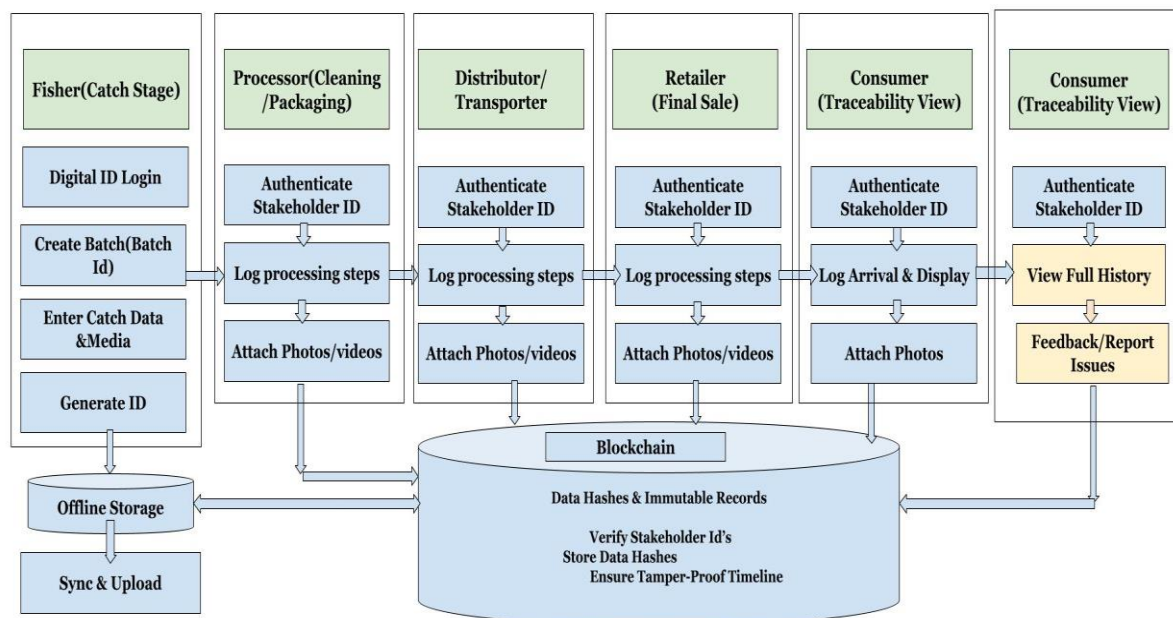 Fisher(Catch Stage)
Digital ID Login
Create Batch(Batch
Id)
Enter Catch Data
&Media
Generate ID
Offline Storage
Sync & Upload
Processor(Cleaning
/Packaging)
Authenticate
Stakeholder ID
Log processing steps
Attach Photos/videos
Distributor/
Transporter
Authenticate
Stakeholder ID
Log processing steps
Attach Photos/videos
Retailer
(Final Sale)
Authenticate
Stakeholder ID
Log processing steps
Attach Photos/videos
Consumer
(Traceability View)
Authenticate
Stakeholder ID
Log Arrival & Display
Attach Photos
Consumer
(Traceability View)
Authenticate
Stakeholder ID
View Full History
Feedback/Report
Issues
Blockchain
Data Hashes & Immutable Records
Verify Stakeholder Id's
Store Data Hashes
Ensure Tamper-Proof Timeline